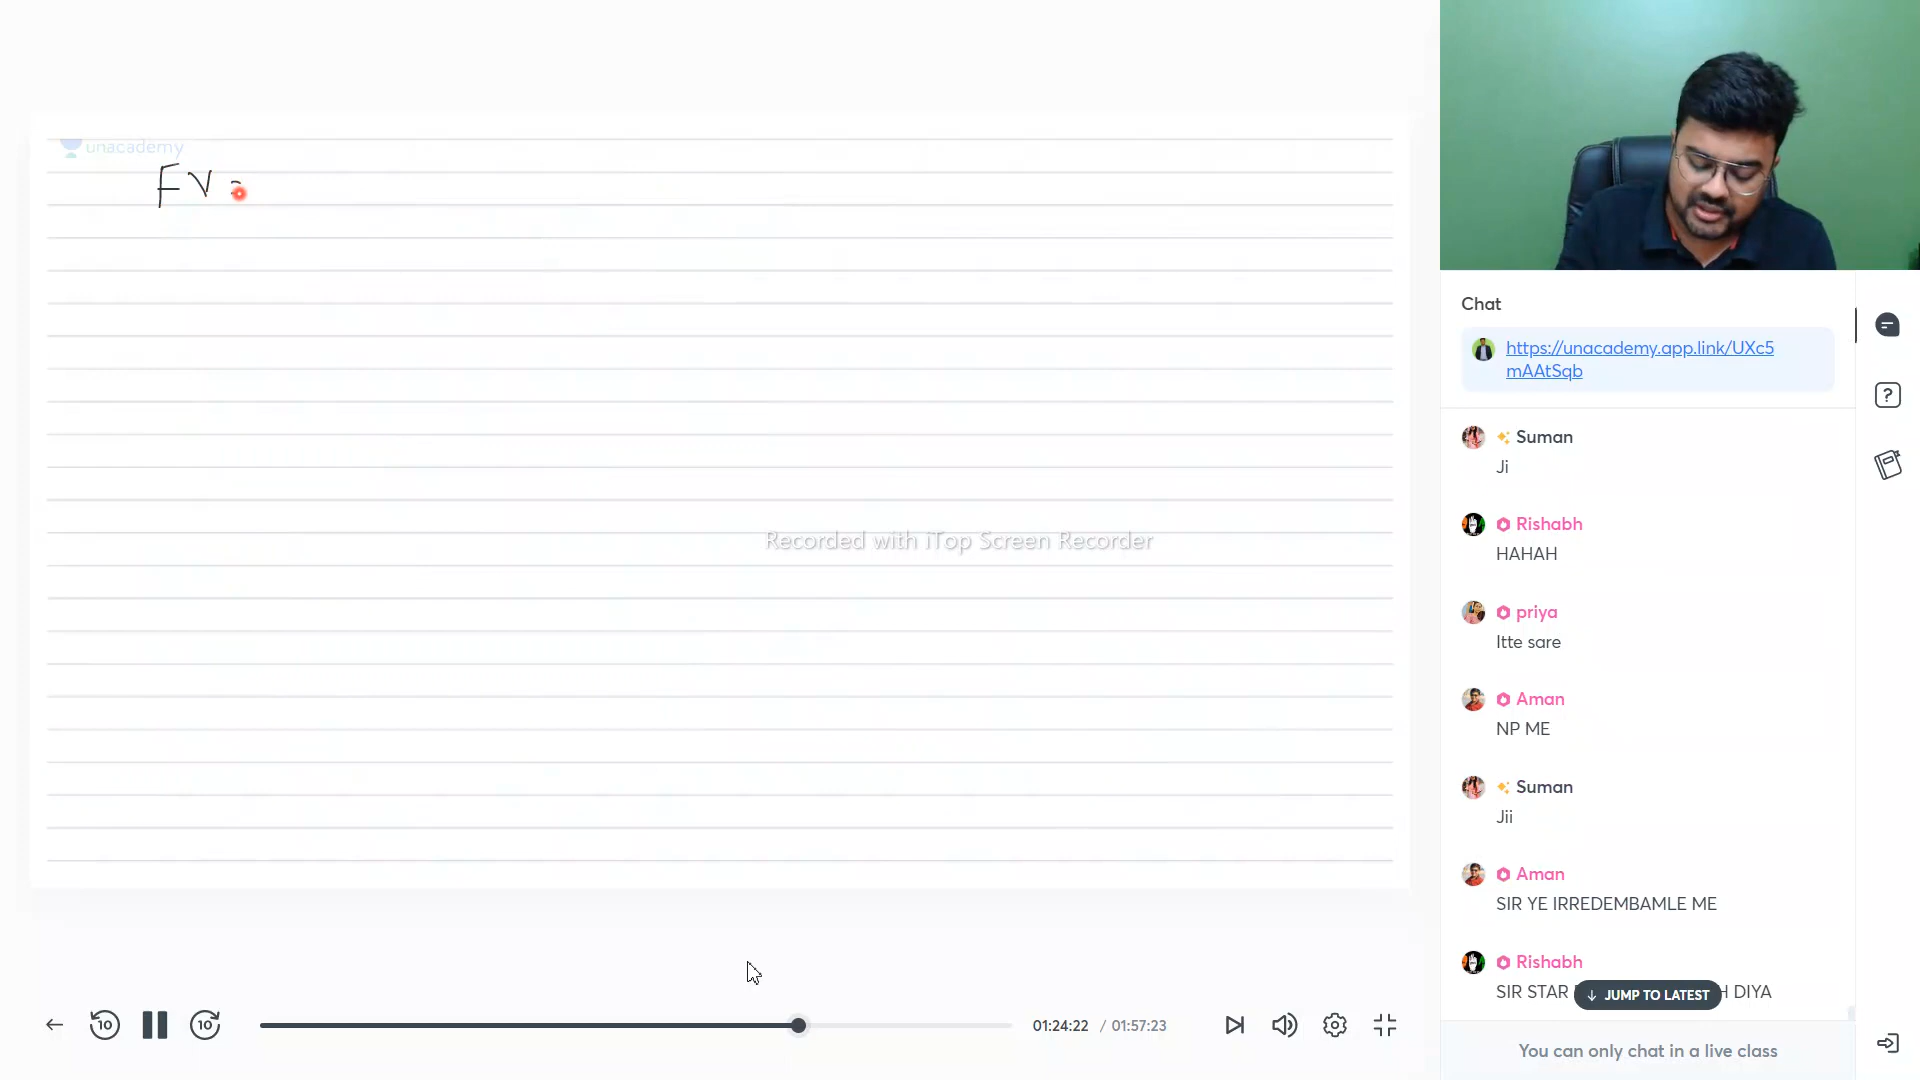 unacademy
FV =
Recorded with iTop Screen Recorder
Chat
https://unacademy.app.link/UXc5
mAAtSqb
Suman
Ji
Rishabh
HAHAH
priya
Itte sare
Aman
NP ME
Suman
Jii
Aman
SIR YE IRREDEMBAMLE ME
Rishabh
SIR STAR H DIYA
JUMP TO LATEST
You can only chat in a live class
10
10
01:24:22 / 01:57:23